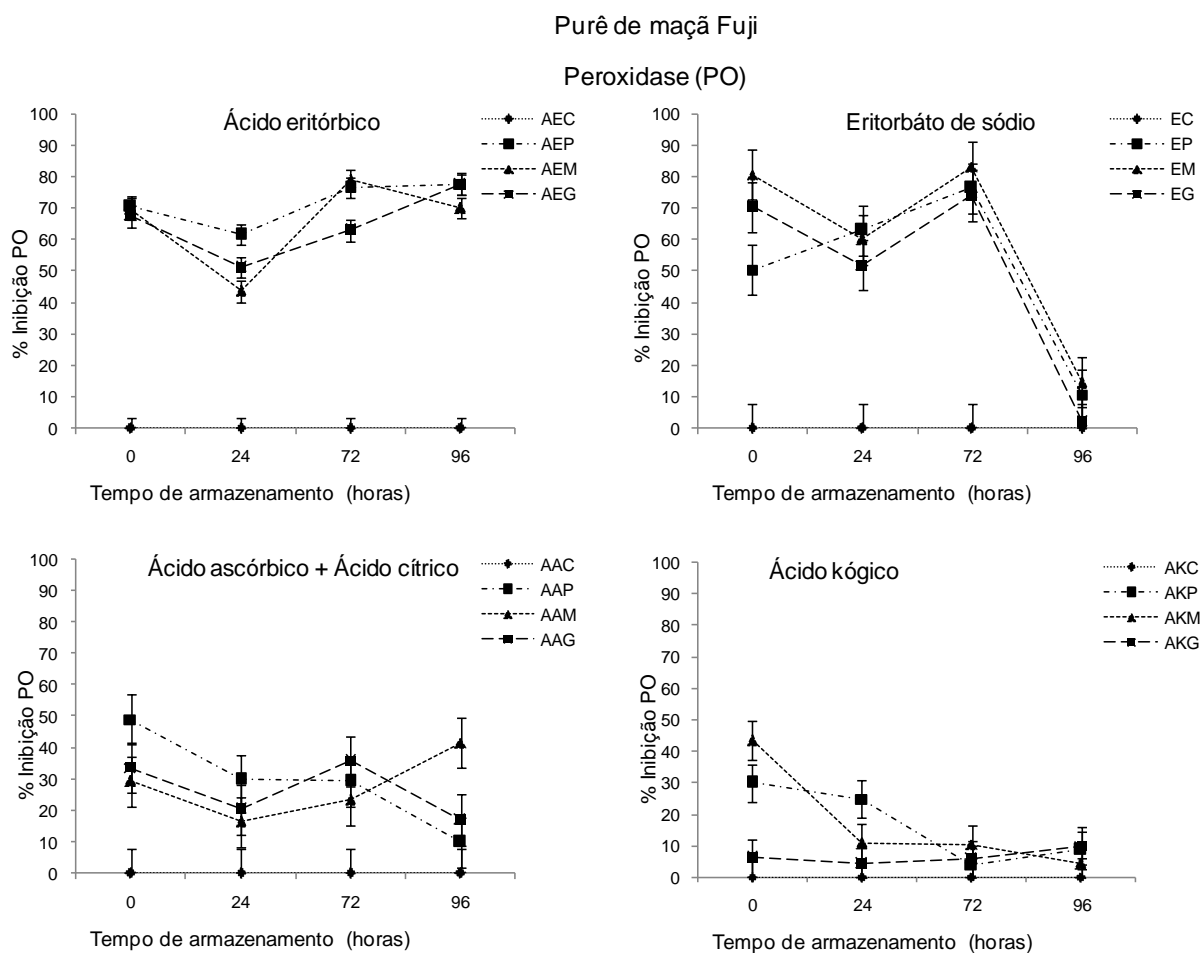 Purê de maçã Fuji
Peroxidase (PO)
Ácido eritórbico
AEC
AEP
AEM
AEG
% Inibição PO
100
90
80
70
60
50
40
30
20
10
0
0 24 72 96
Tempo de armazenamento (horas)
Eritorbáto de sódio
EC
EP
EM
EG
% Inibição PO
100
90
80
70
60
50
40
30
20
10
0
0 24 72 96
Tempo de armazenamento (horas)
Ácido ascórbico + Ácido cítrico
AAC
AAP
AAM
AAG
% Inibição PO
100
90
80
70
60
50
40
30
20
10
0
0 24 72 96
Tempo de armazenamento (horas)
Ácido kógico
AKC
AKP
AKM
AKG
% Inibição PO
100
90
80
70
60
50
40
30
20
10
0
0 24 72 96
Tempo de armazenamento (horas)